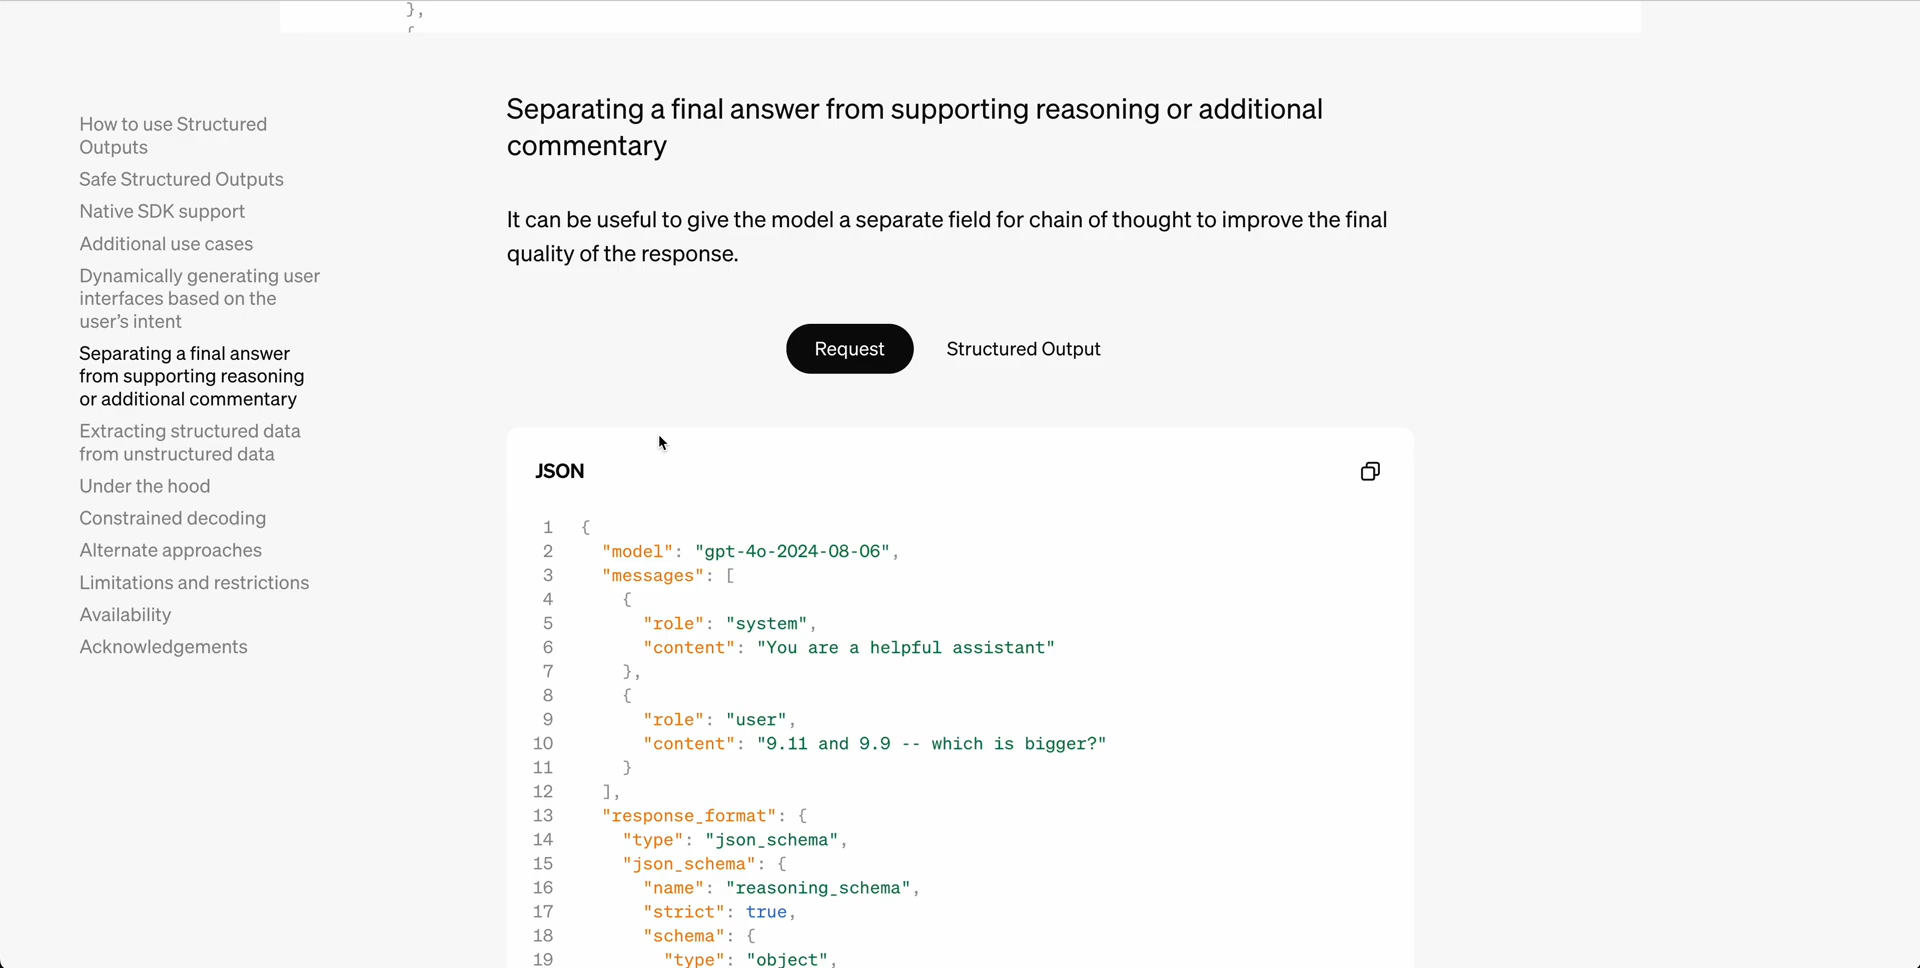 },
{
How to use Structured
Outputs
Safe Structured Outputs
Native SDK support
Additional use cases
Dynamically generating user
interfaces based on the
user’s intent
Separating a final answer
from supporting reasoning
or additional commentary
Extracting structured data
from unstructured data
Under the hood
Constrained decoding
Alternate approaches
Limitations and restrictions
Availability
Acknowledgements
Separating a final answer from supporting reasoning or additional
commentary
It can be useful to give the model a separate field for chain of thought to improve the final
quality of the response.
Request Structured Output
JSON
1 {
2 "model": "gpt-4o-2024-08-06",
3 "messages": [
4 {
5 "role": "system",
6 "content": "You are a helpful assistant"
7 },
8 {
9 "role": "user",
10 "content": "9.11 and 9.9 -- which is bigger?"
11 }
12 ],
13 "response_format": {
14 "type": "json_schema",
15 "json_schema": {
16 "name": "reasoning_schema",
17 "strict": true,
18 "schema": {
19 "type": "object",